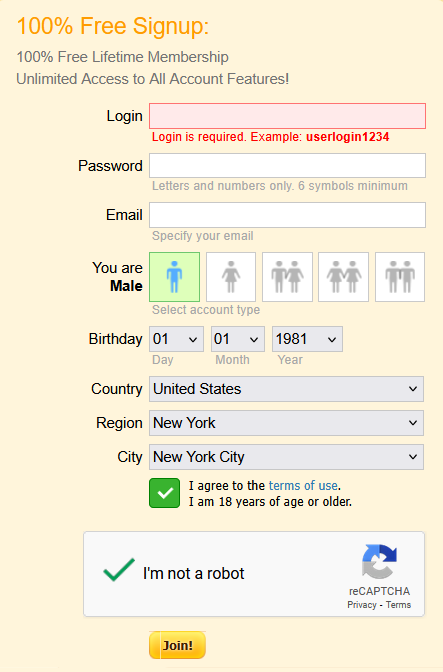 100% Free Signup:
100% Free Lifetime Membership
Unlimited Access to All Account Features!
Login
Login is required. Example: userlogin1234
Password
Letters and numbers only. 6 symbols minimum
Email
Specify your email
You are
Male
Select account type
Birthday 01 01 1981
Day Month Year
Country United States
Region New York
City New York City
I agree to the terms of use.
I am 18 years of age or older.
I'm not a robot
reCAPTCHA
Privacy - Terms
Join!